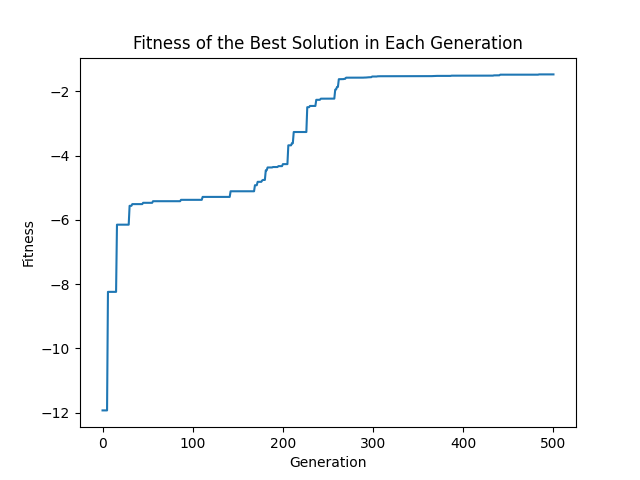 Fitness of the Best Solution in Each Generation
−2
−4
−6
−8
−10
−12
Fitness
0 100 200 300 400 500
Generation